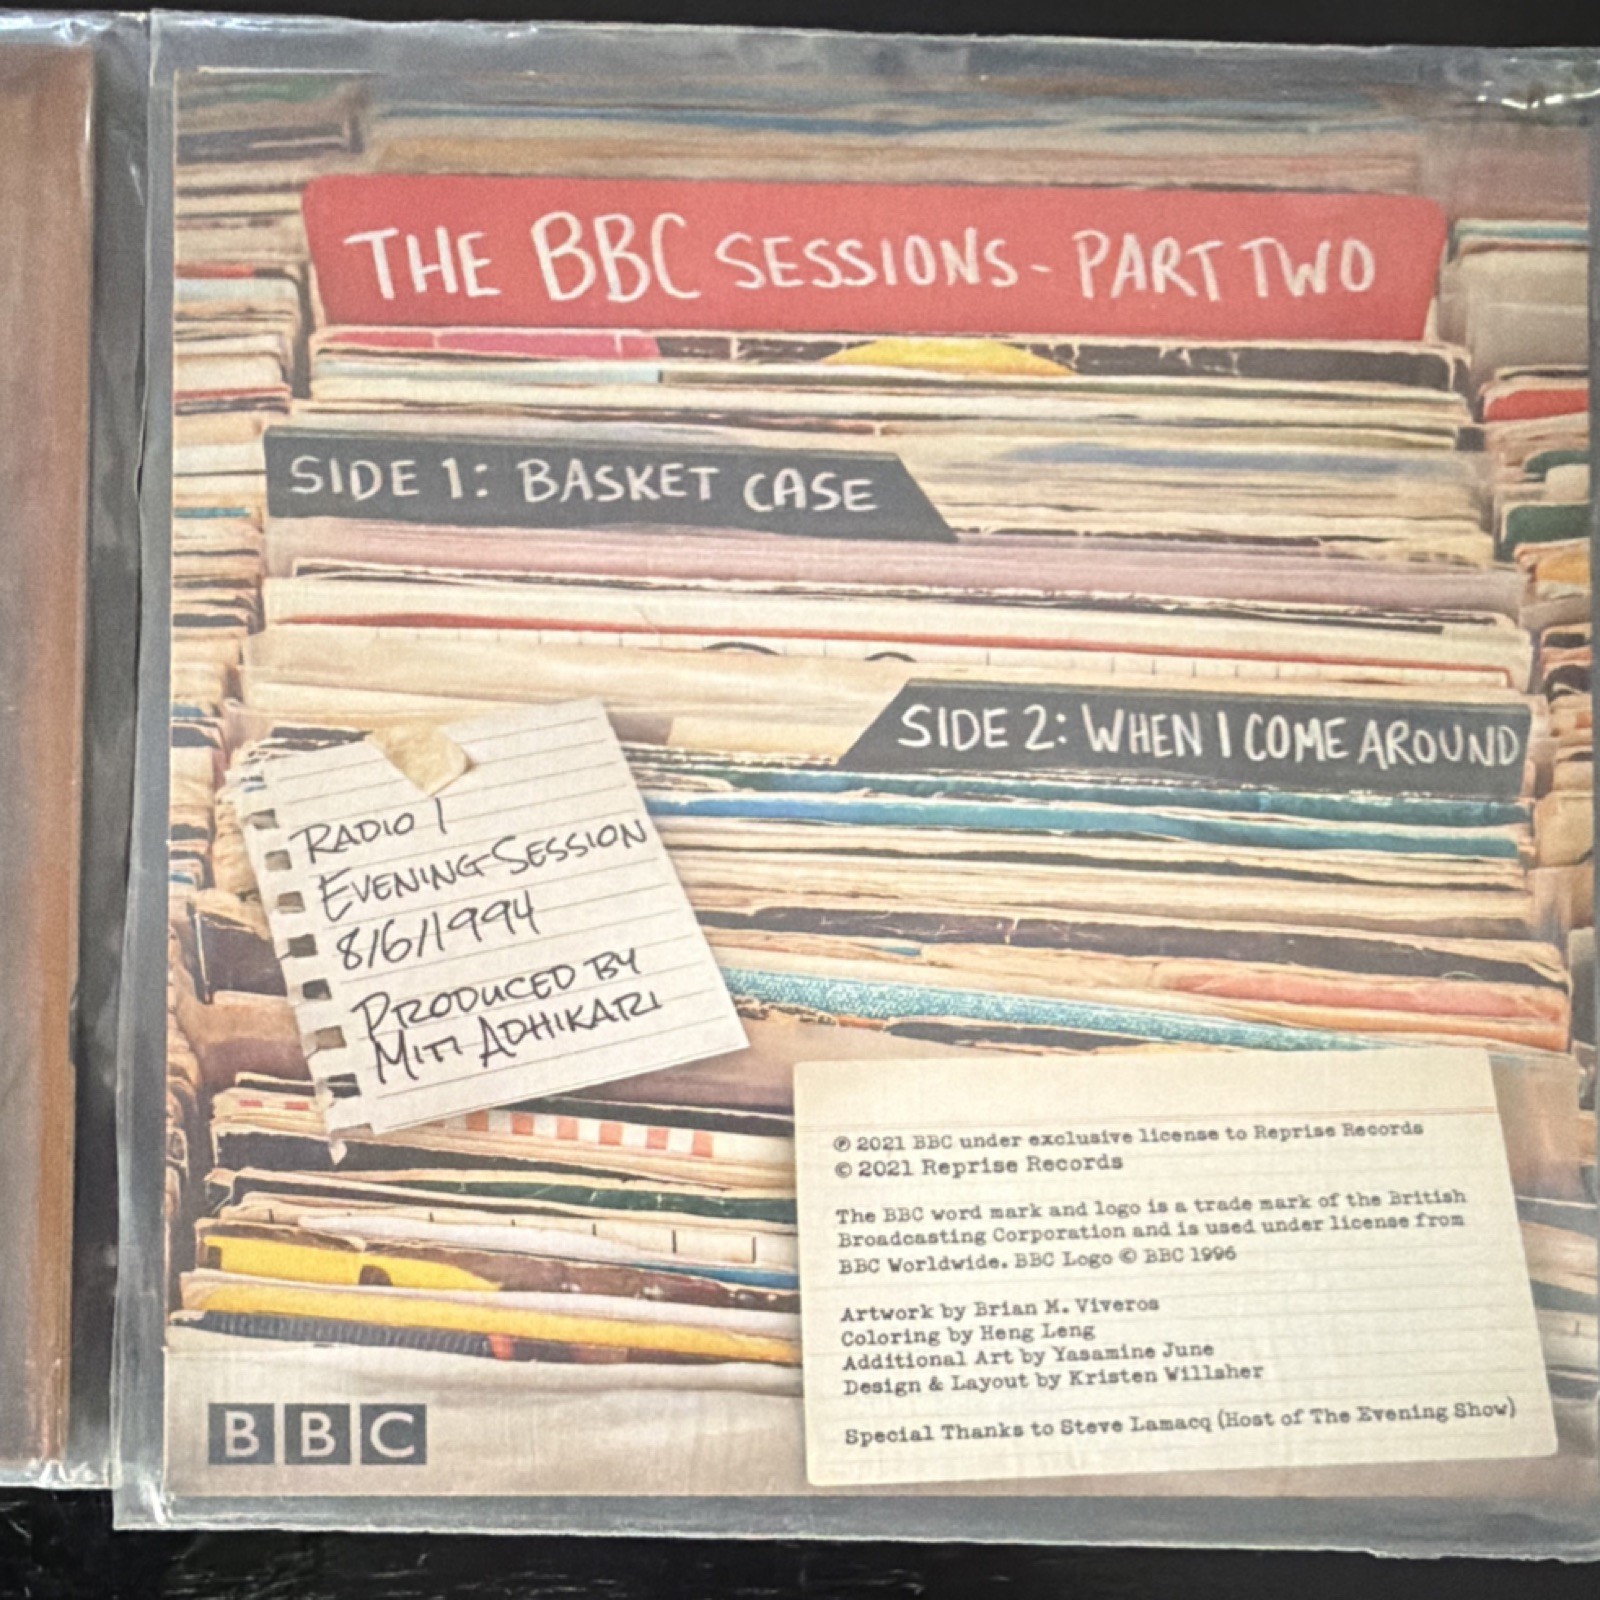 THE BBC SESSIONS - PART TWO
SIDE 1: BASKET CASE
SIDE 2: WHEN I COME AROUND
RADIO 1
EVENING SESSION
8/6/1994
PRODUCED BY
MITI ADHIKARI
℗ 2021 BBC under exclusive license to Reprise Records
© 2021 Reprise Records
The BBC word mark and logo is a trade mark of the British
Broadcasting Corporation and is used under license from
BBC Worldwide. BBC Logo © BBC 1996
Artwork by Brian M. Viveros
Coloring by Heng Leng
Additional Art by Yasamine June
Design & Layout by Kristen Willsher
Special Thanks to Steve Lamacq (Host of The Evening Show)
BBC